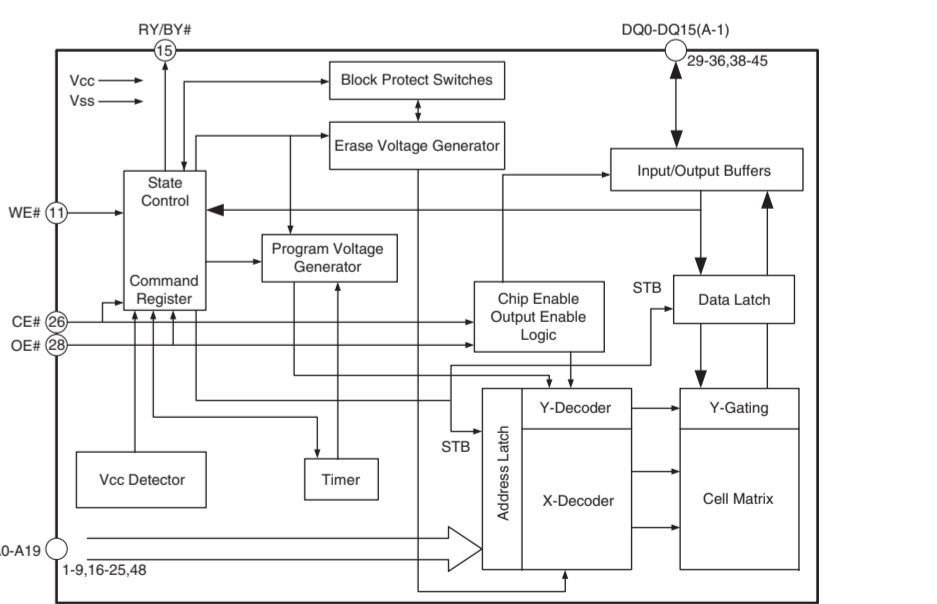 RY/BY#
15
DQ0-DQ15(A-1)
29-36,38-45
Vcc
Vss
Block Protect Switches
Erase Voltage Generator
Input/Output Buffers
State
Control
WE# 11
Program Voltage
Generator
Command
Register
Chip Enable
Output Enable
Logic
STB
Data Latch
CE# 26
OE# 28
Y-Decoder
Y-Gating
STB
Address Latch
Vcc Detector
Timer
X-Decoder
Cell Matrix
0-A19
1-9,16-25,48